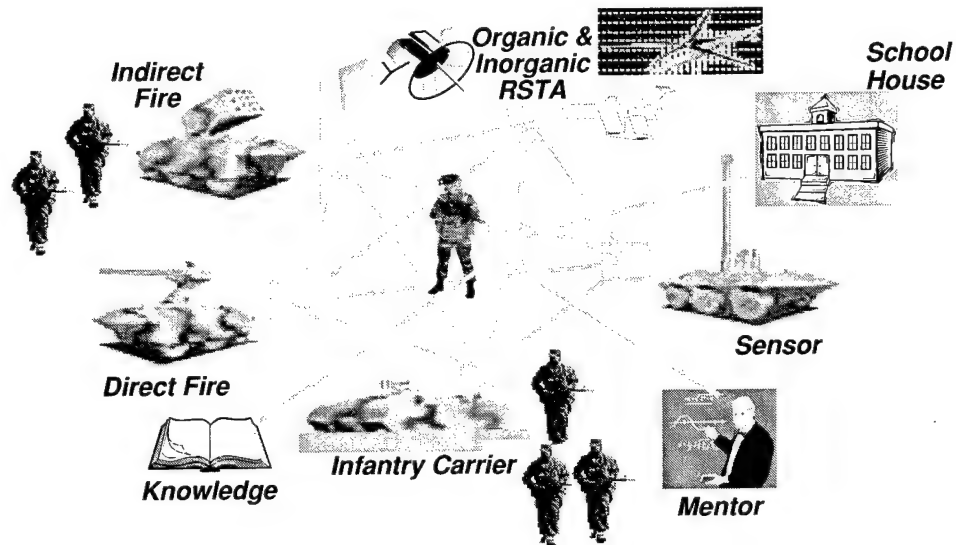 Organic &
Inorganic
RSTA
School
House
Indirect
Fire
Sensor
Direct Fire
Infantry Carrier
Knowledge
Mentor